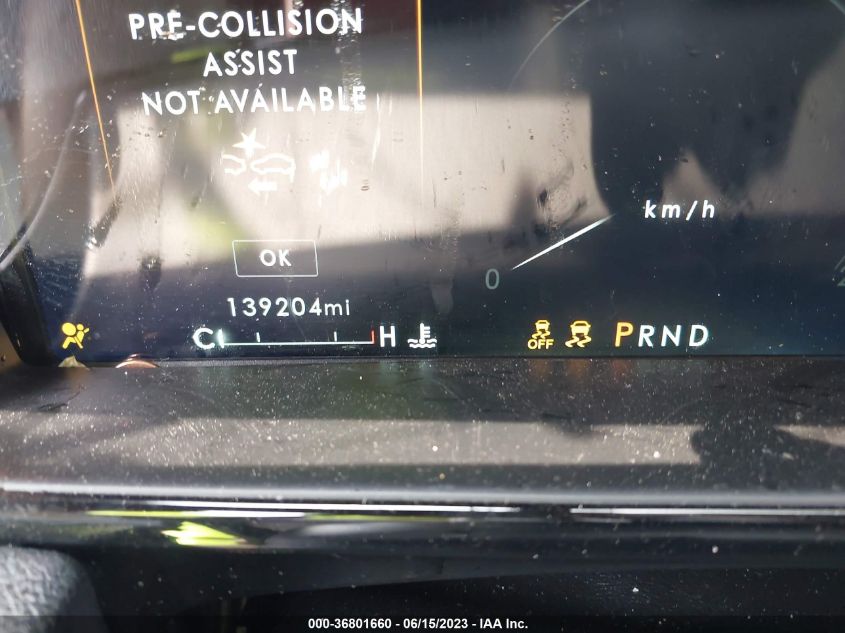 PRE-COLLISION
ASSIST
NOT AVAILABLE
OK
km/h
0
139204mi
C H
OFF
PRND
000-36801660 - 06/15/2023 - IAA Inc.